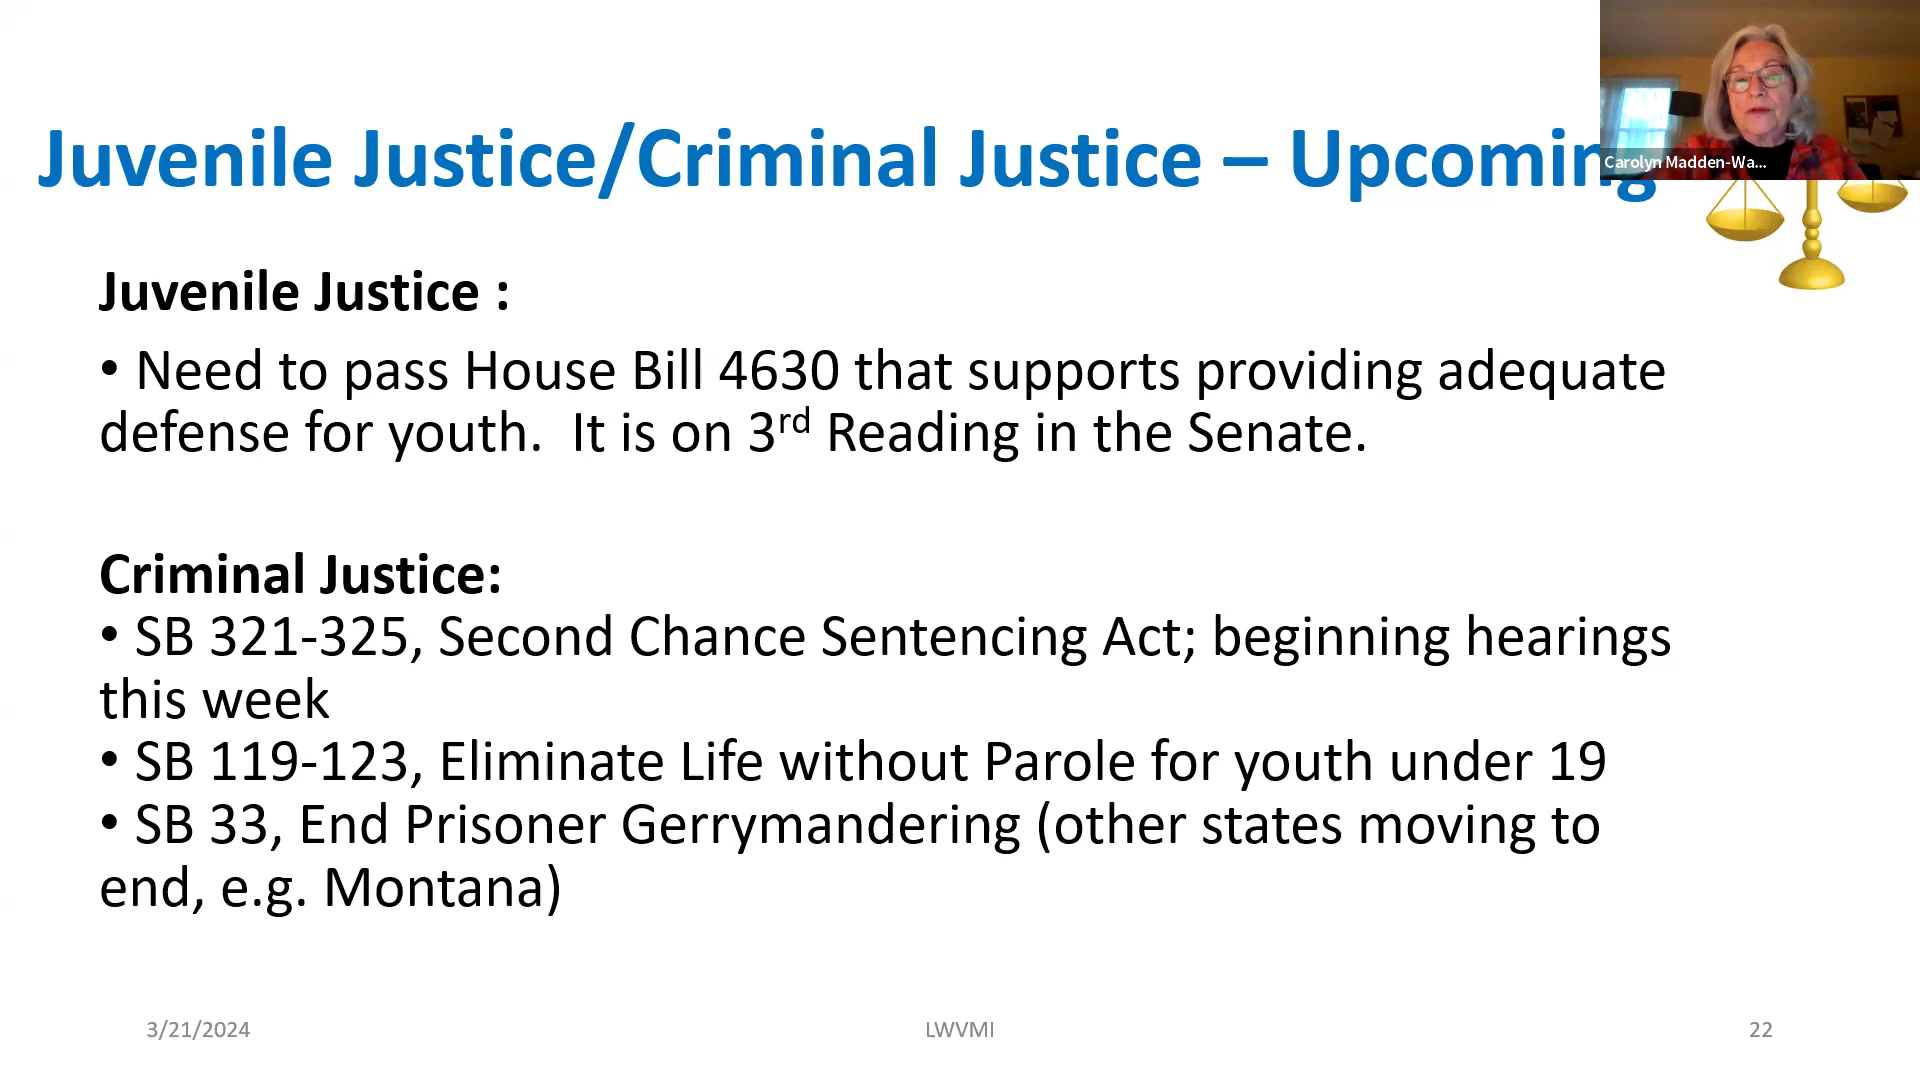 Carolyn Madden-Wa...
Juvenile Justice/Criminal Justice – Upcoming
Juvenile Justice :
• Need to pass House Bill 4630 that supports providing adequate
defense for youth.  It is on 3rd Reading in the Senate.
Criminal Justice:
• SB 321-325, Second Chance Sentencing Act; beginning hearings
this week
• SB 119-123, Eliminate Life without Parole for youth under 19
• SB 33, End Prisoner Gerrymandering (other states moving to
end, e.g. Montana)
3/21/2024
LWVMI
22